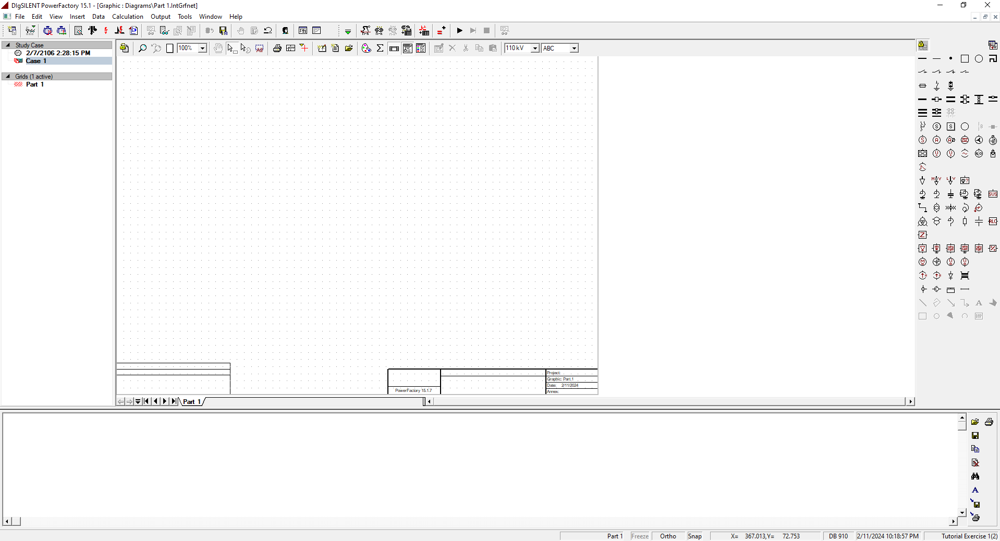 DIgSILENT PowerFactory 15.1 - [Graphic : Diagrams\Part 1.IntGrfnet]
File Edit View Insert Data Calculation Output Tools Window Help
Study Case
2/7/2106 2:28:15 PM
Case 1
Grids (1 active)
Part 1
100%
110 kV
ABC
PowerFactory 15.1.7
Project:
Graphic: Part 1
Date: 2/11/2024
Annex:
Part 1
Part 1 Freeze Ortho Snap X= 367.013,Y= 72.753 DB 910 2/11/2024 10:18:57 PM Tutorial Exercise 1(2)